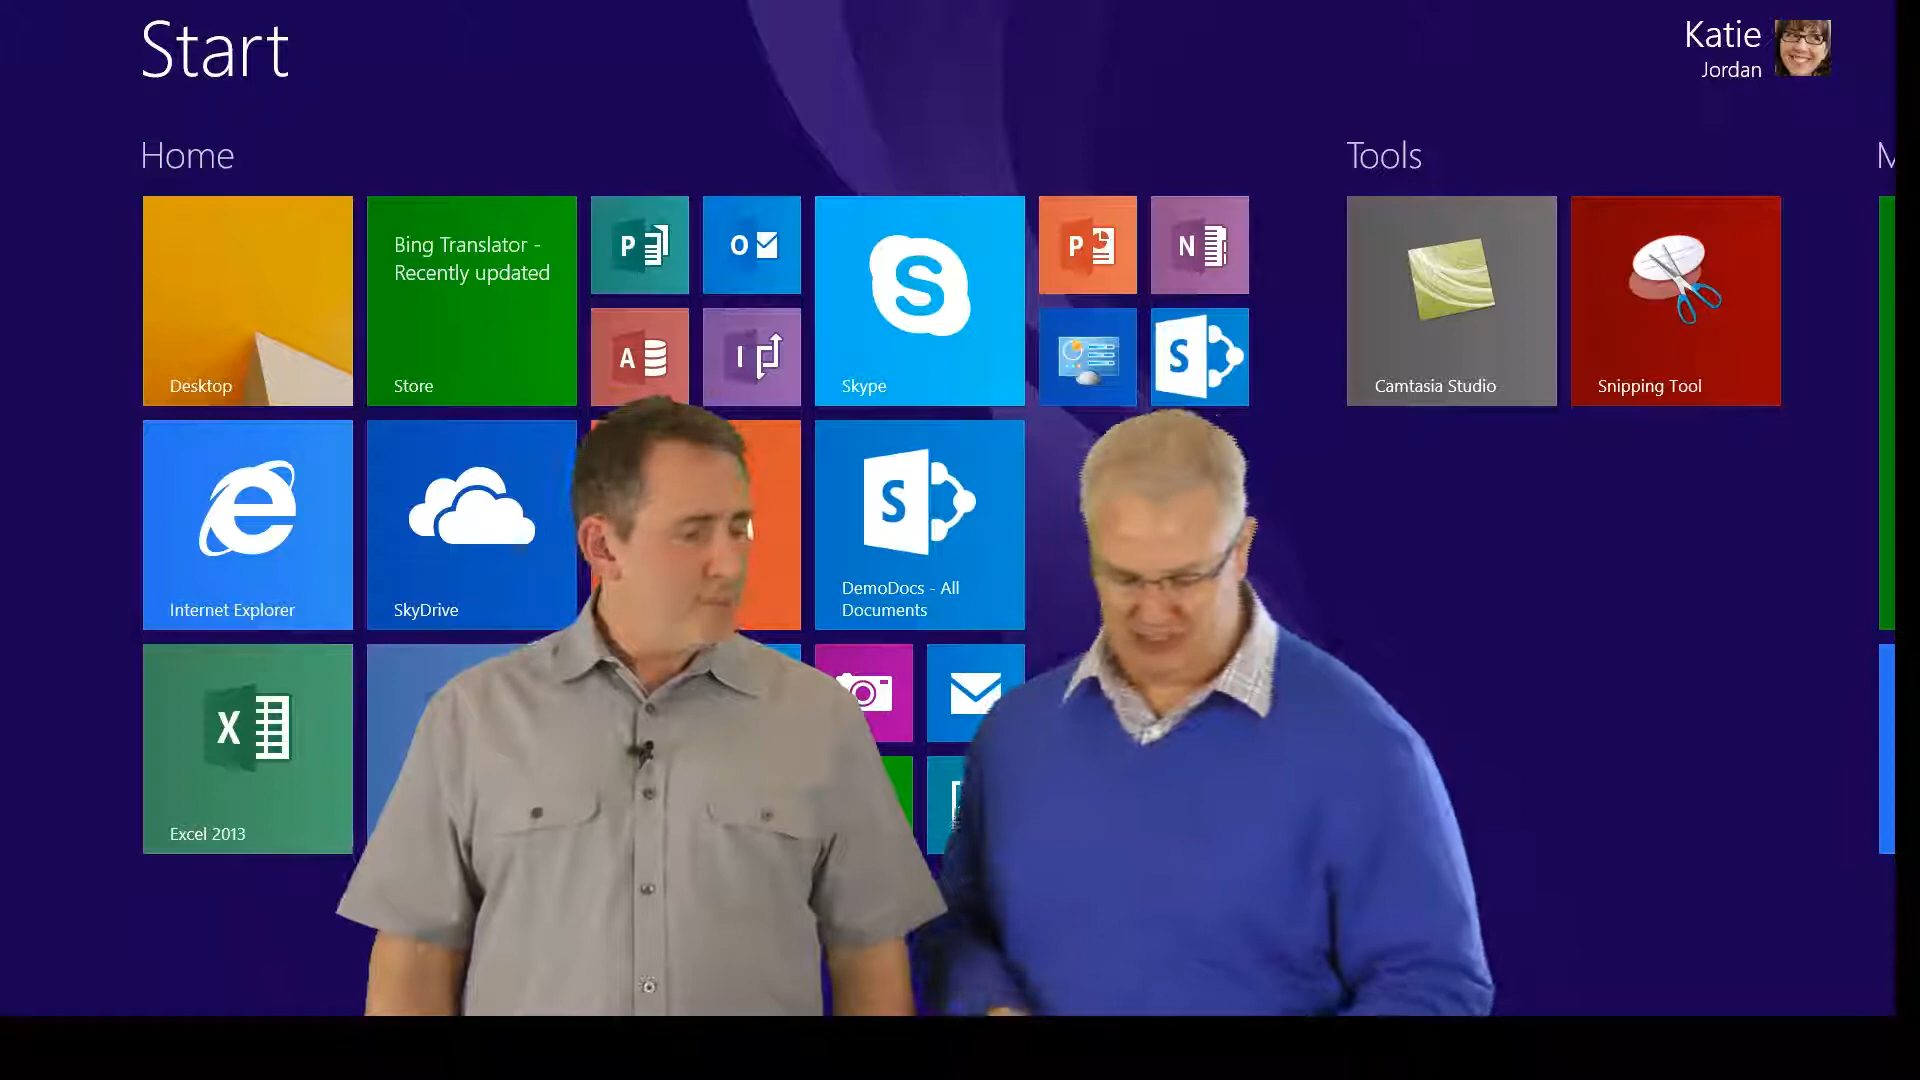 Start
Katie
Jordan
Home
Tools
M
Bing Translator -
Recently updated
P
O
P
N
A
I
S
S
Desktop
Store
Skype
Camtasia Studio
Snipping Tool
S
DemoDocs - All
Documents
Internet Explorer
SkyDrive
X
Excel 2013